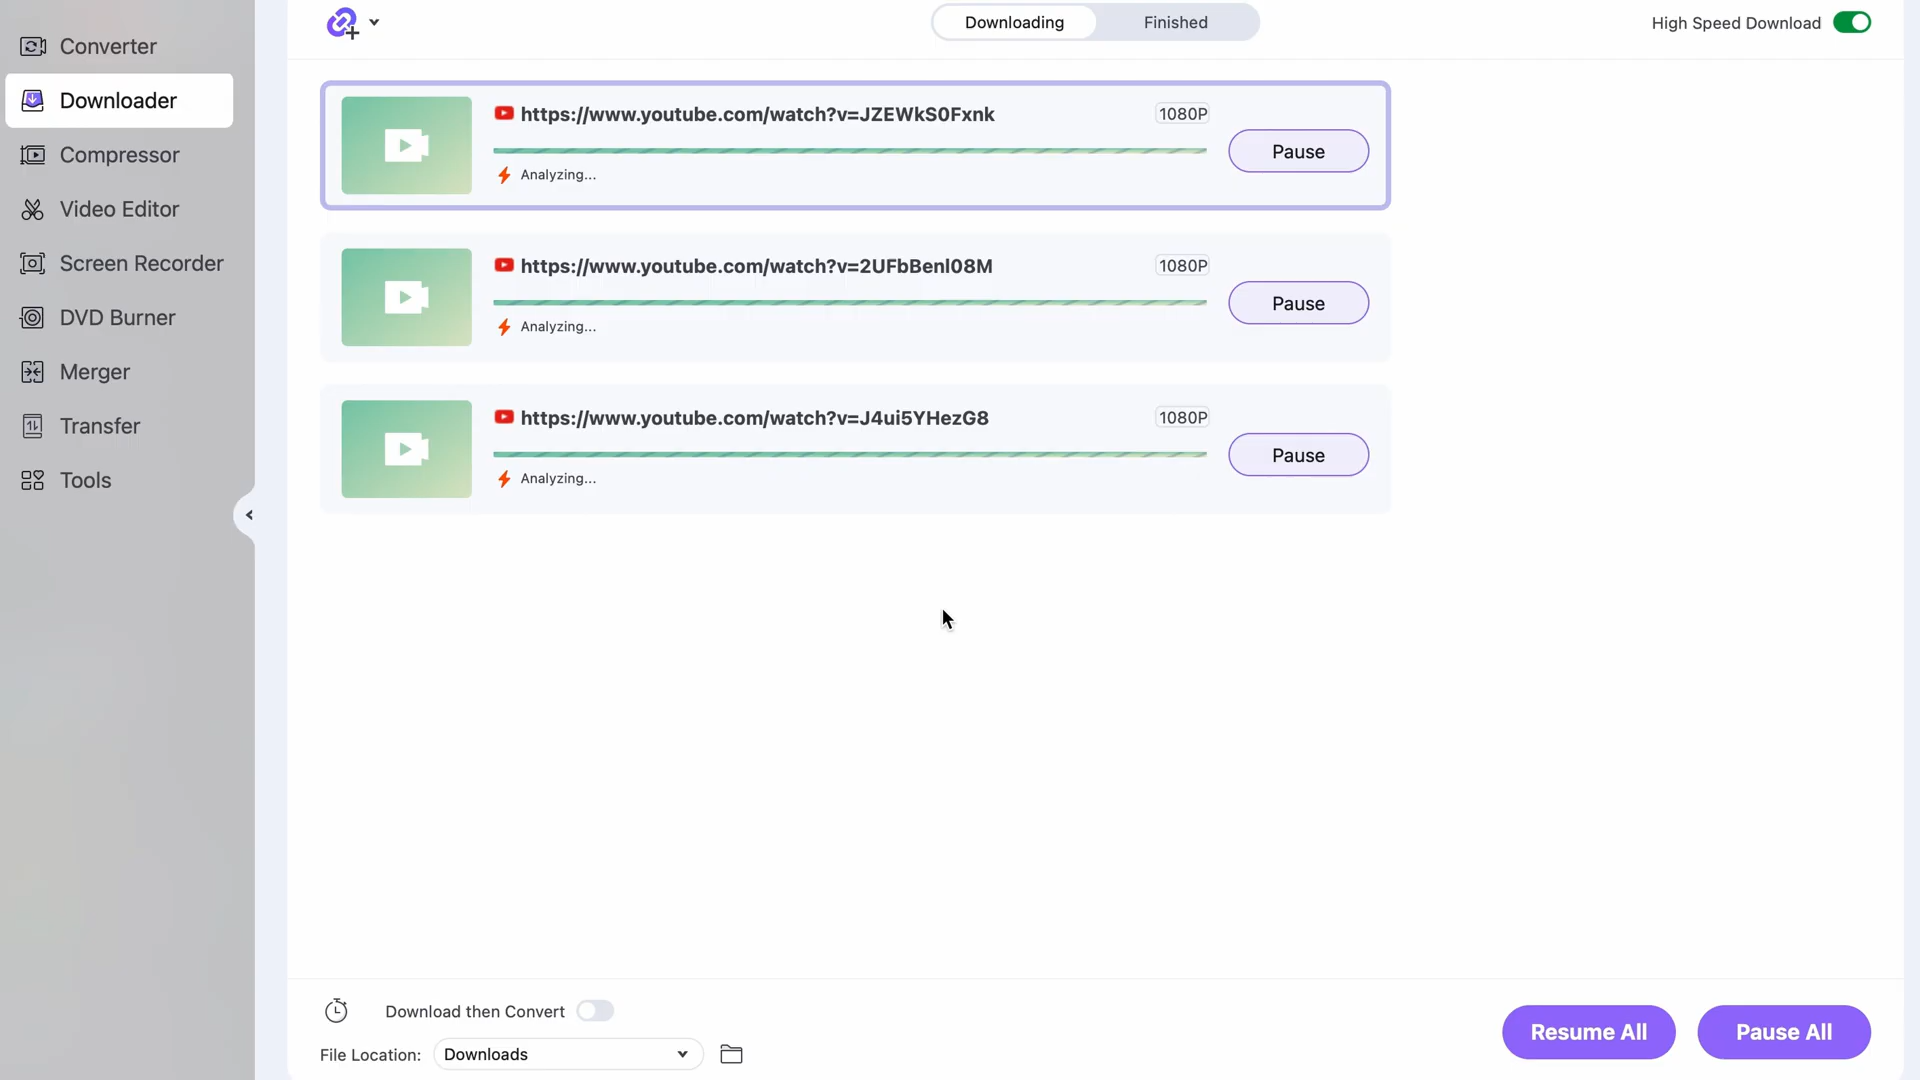 Converter
Downloader
Compressor
Video Editor
Screen Recorder
DVD Burner
Merger
Transfer
Tools
Downloading
Finished
High Speed Download
https://www.youtube.com/watch?v=JZEWkS0Fxnk
1080P
Analyzing...
Pause
https://www.youtube.com/watch?v=2UFbBenI08M
1080P
Analyzing...
Pause
https://www.youtube.com/watch?v=J4ui5YHezG8
1080P
Analyzing...
Pause
Download then Convert
File Location:
Downloads
Resume All
Pause All